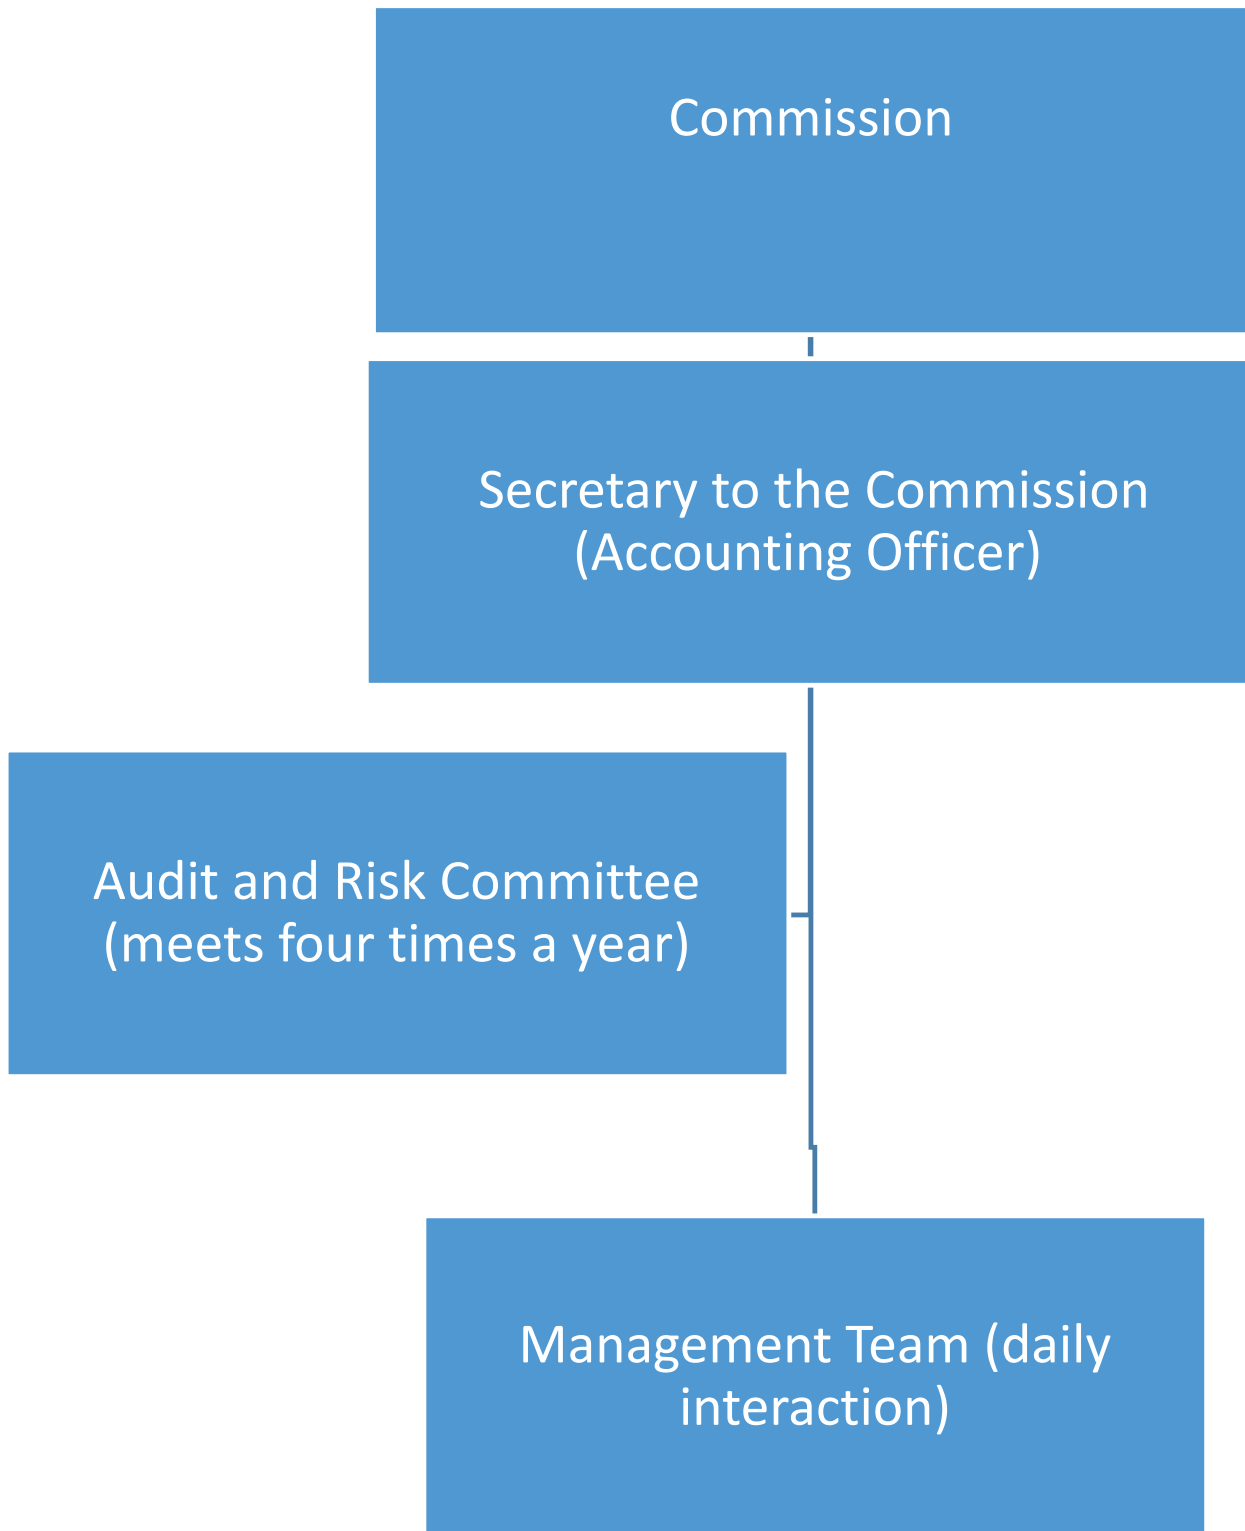 Commission
Secretary to the Commission
(Accounting Officer)
Audit and Risk Committee
(meets four times a year)
Management Team (daily
interaction)